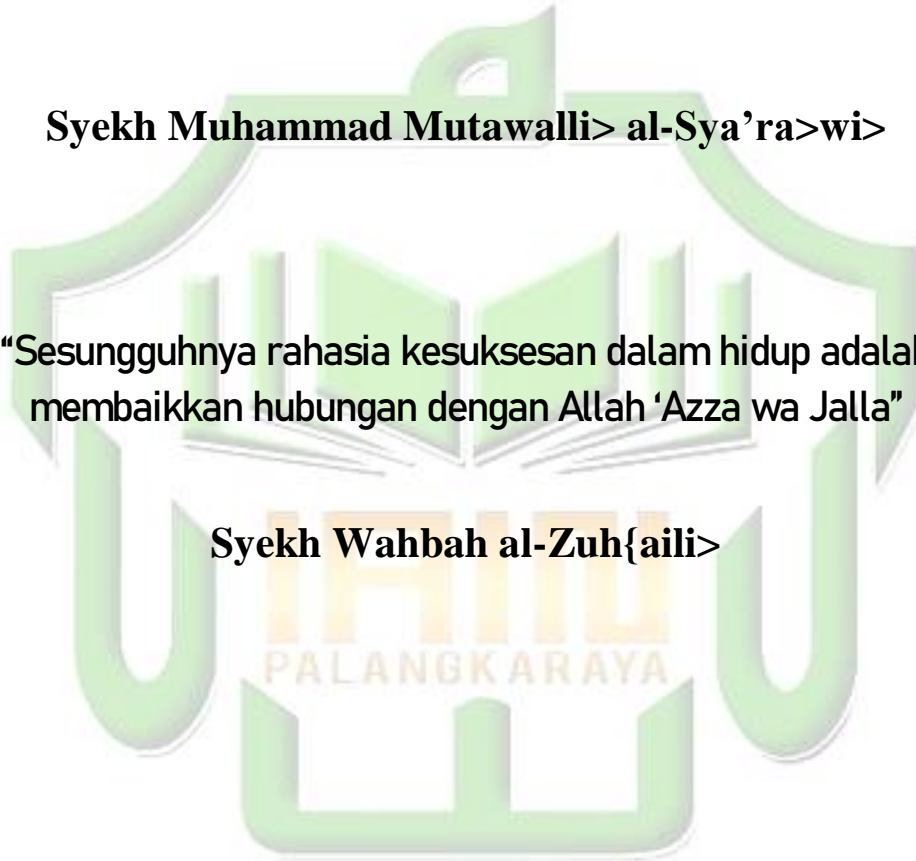 Syekh Muhammad Mutawalli> al-Sya’ra>wi>
“Sesungguhnya rahasia kesuksesan dalam hidup adalah
membaikkan hubungan dengan Allah ‘Azza wa Jalla”
Syekh Wahbah al-Zuh{aili>
IAIN
PALANGKARAYA